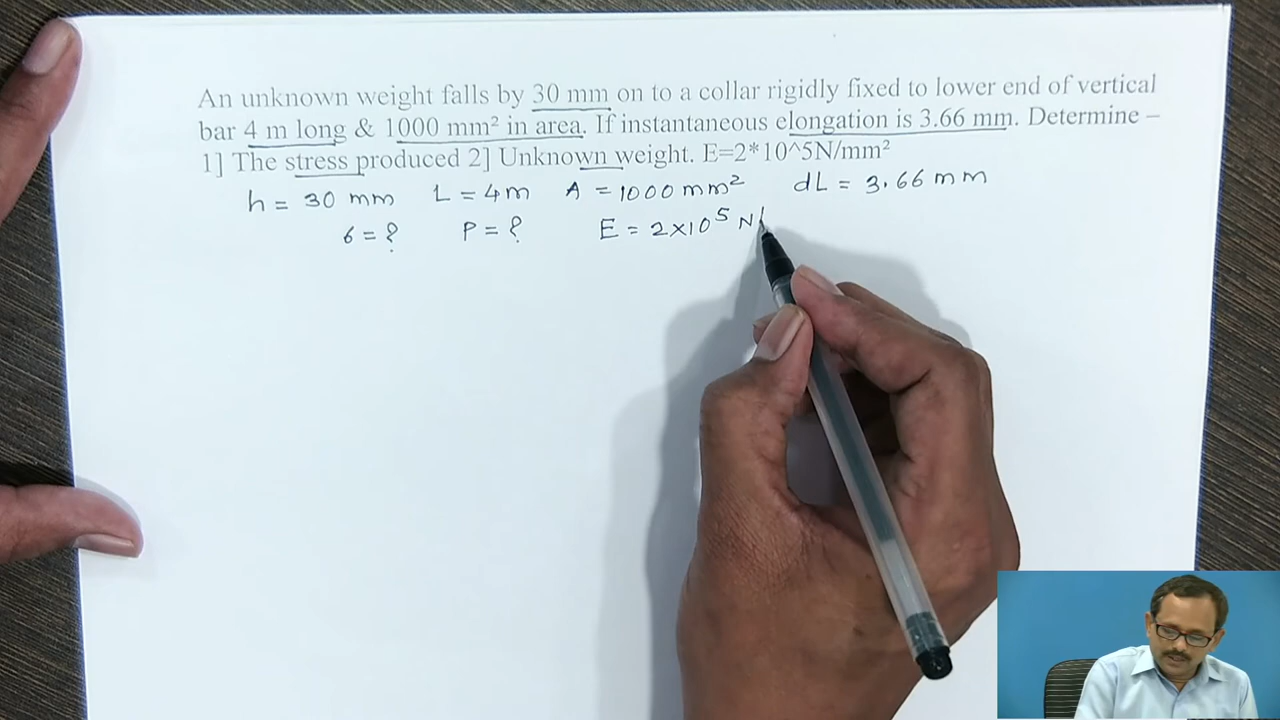 An unknown weight falls by 30 mm on to a collar rigidly fixed to lower end of vertical
bar 4 m long & 1000 mm² in area. If instantaneous elongation is 3.66 mm. Determine –
1] The stress produced 2] Unknown weight. E=2*10^5N/mm²
h = 30 mm L = 4m A = 1000 mm² dL = 3.66 mm
6 = ? P = ? E = 2×10⁵ N/